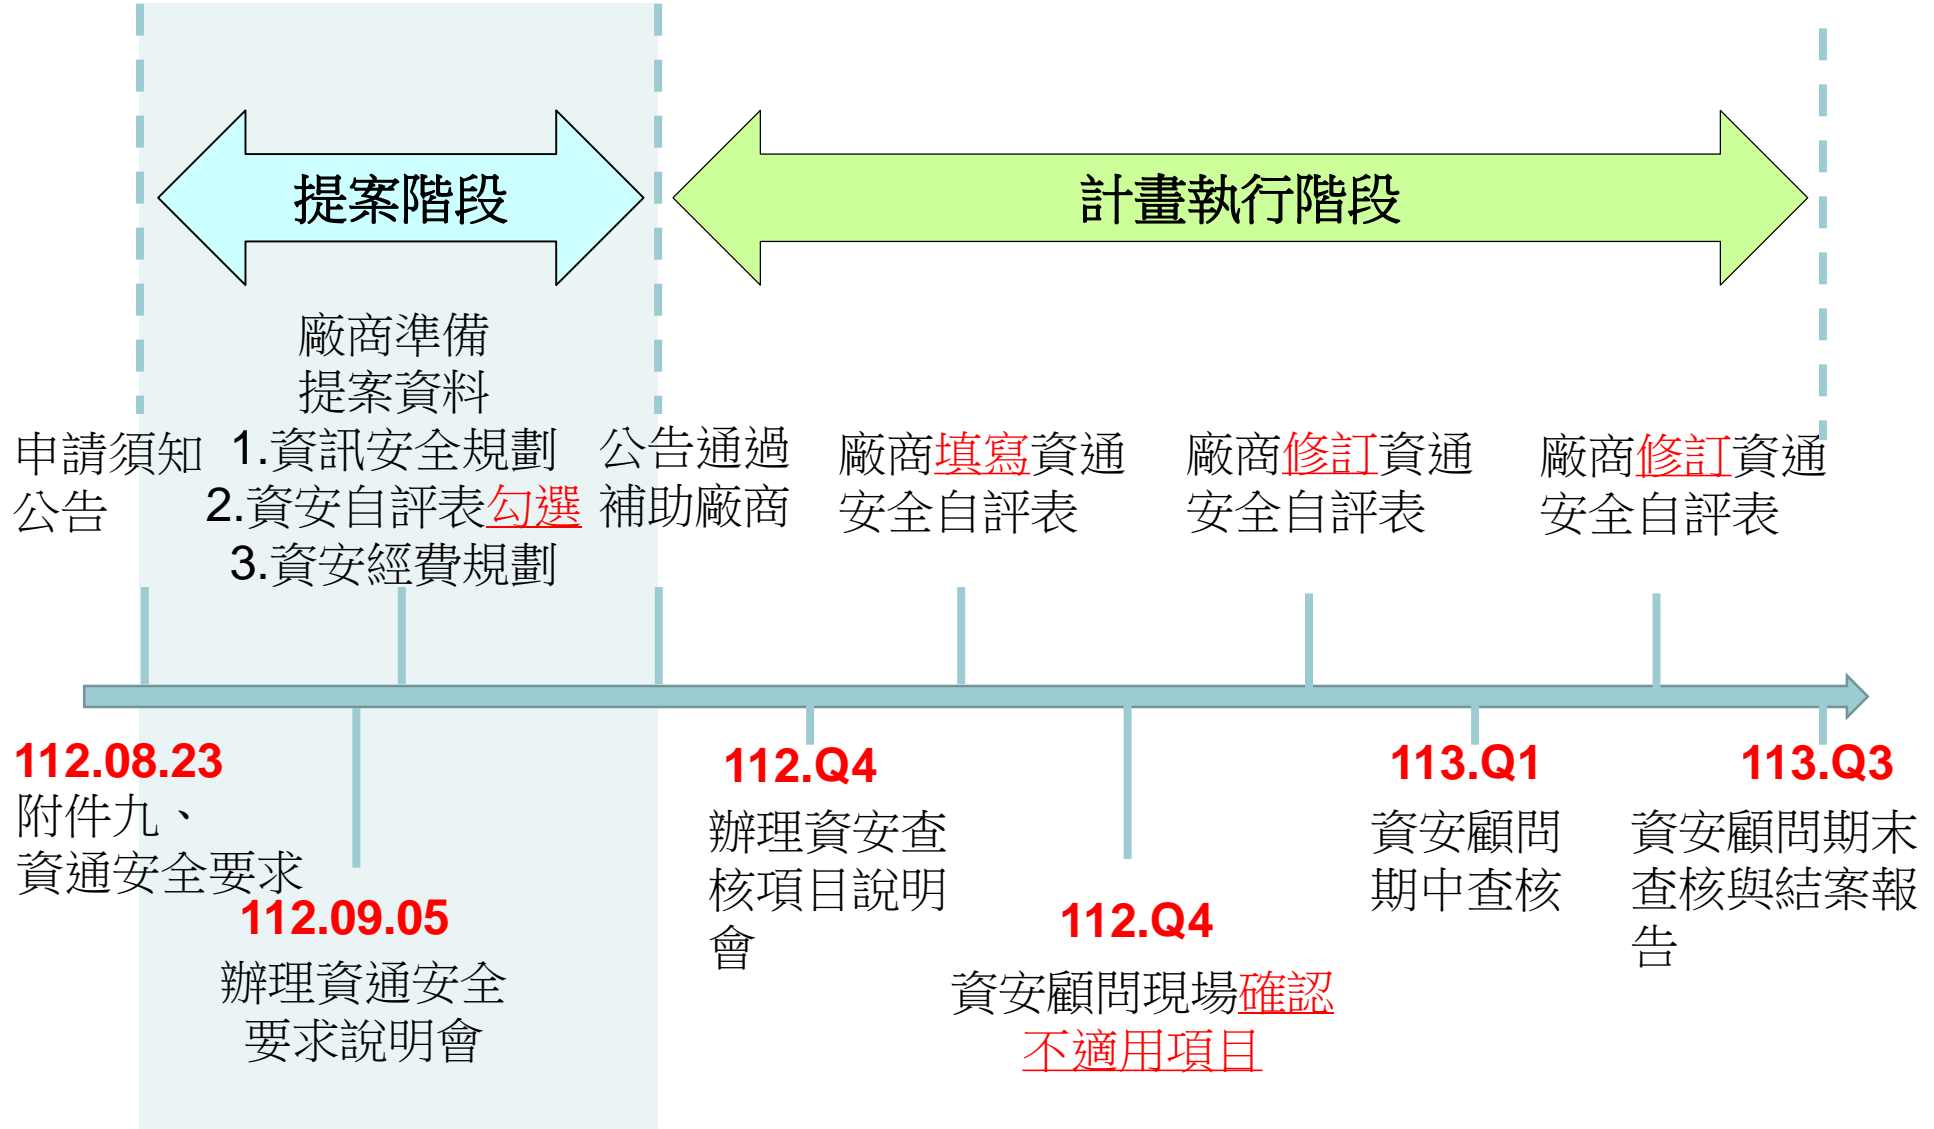 提案階段
計畫執行階段
申請須知
公告
廠商準備
提案資料
1.資訊安全規劃
2.資安自評表勾選
3.資安經費規劃
公告通過
補助廠商
廠商填寫資通
安全自評表
廠商修訂資通
安全自評表
廠商修訂資通
安全自評表
112.08.23
附件九、
資通安全要求
112.09.05
辦理資通安全
要求說明會
112.Q4
辦理資安查
核項目說明
會
112.Q4
資安顧問現場確認
不適用項目
113.Q1
資安顧問
期中查核
113.Q3
資安顧問期末
查核與結案報
告